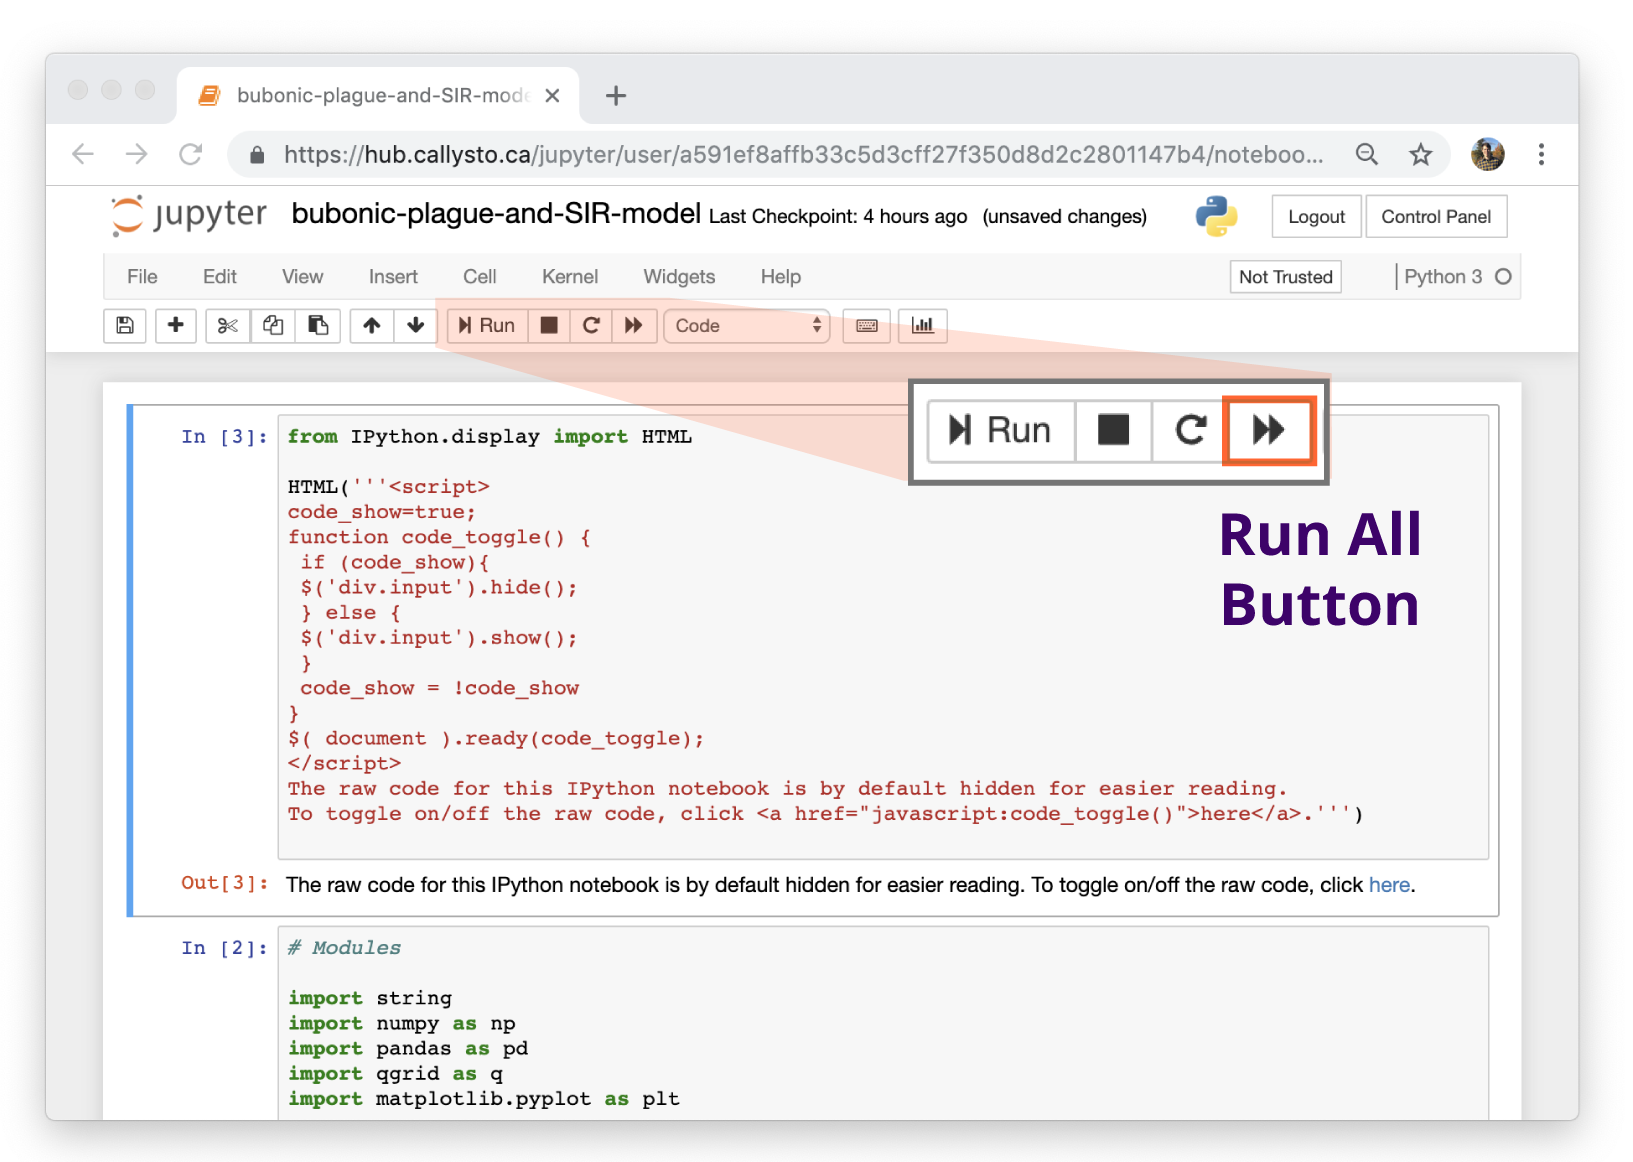 bubonic-plague-and-SIR-mode
https://hub.callysto.ca/jupyter/user/a591ef8affb33c5d3cff27f350d8d2c2801147b4/noteboo...
jupyter bubonic-plague-and-SIR-model Last Checkpoint: 4 hours ago (unsaved changes) Logout Control Panel
File Edit View Insert Cell Kernel Widgets Help Not Trusted Python 3
Run Code
Run
Run All
Button
In [3]: from IPython.display import HTML
HTML('''<script>
code_show=true;
function code_toggle() {
if (code_show){
$('div.input').hide();
} else {
$('div.input').show();
}
code_show = !code_show
}
$( document ).ready(code_toggle);
</script>
The raw code for this IPython notebook is by default hidden for easier reading.
To toggle on/off the raw code, click <a href="javascript:code_toggle()">here</a>.''')
Out[3]: The raw code for this IPython notebook is by default hidden for easier reading. To toggle on/off the raw code, click here.
In [2]: # Modules
import string
import numpy as np
import pandas as pd
import qgrid as q
import matplotlib.pyplot as plt